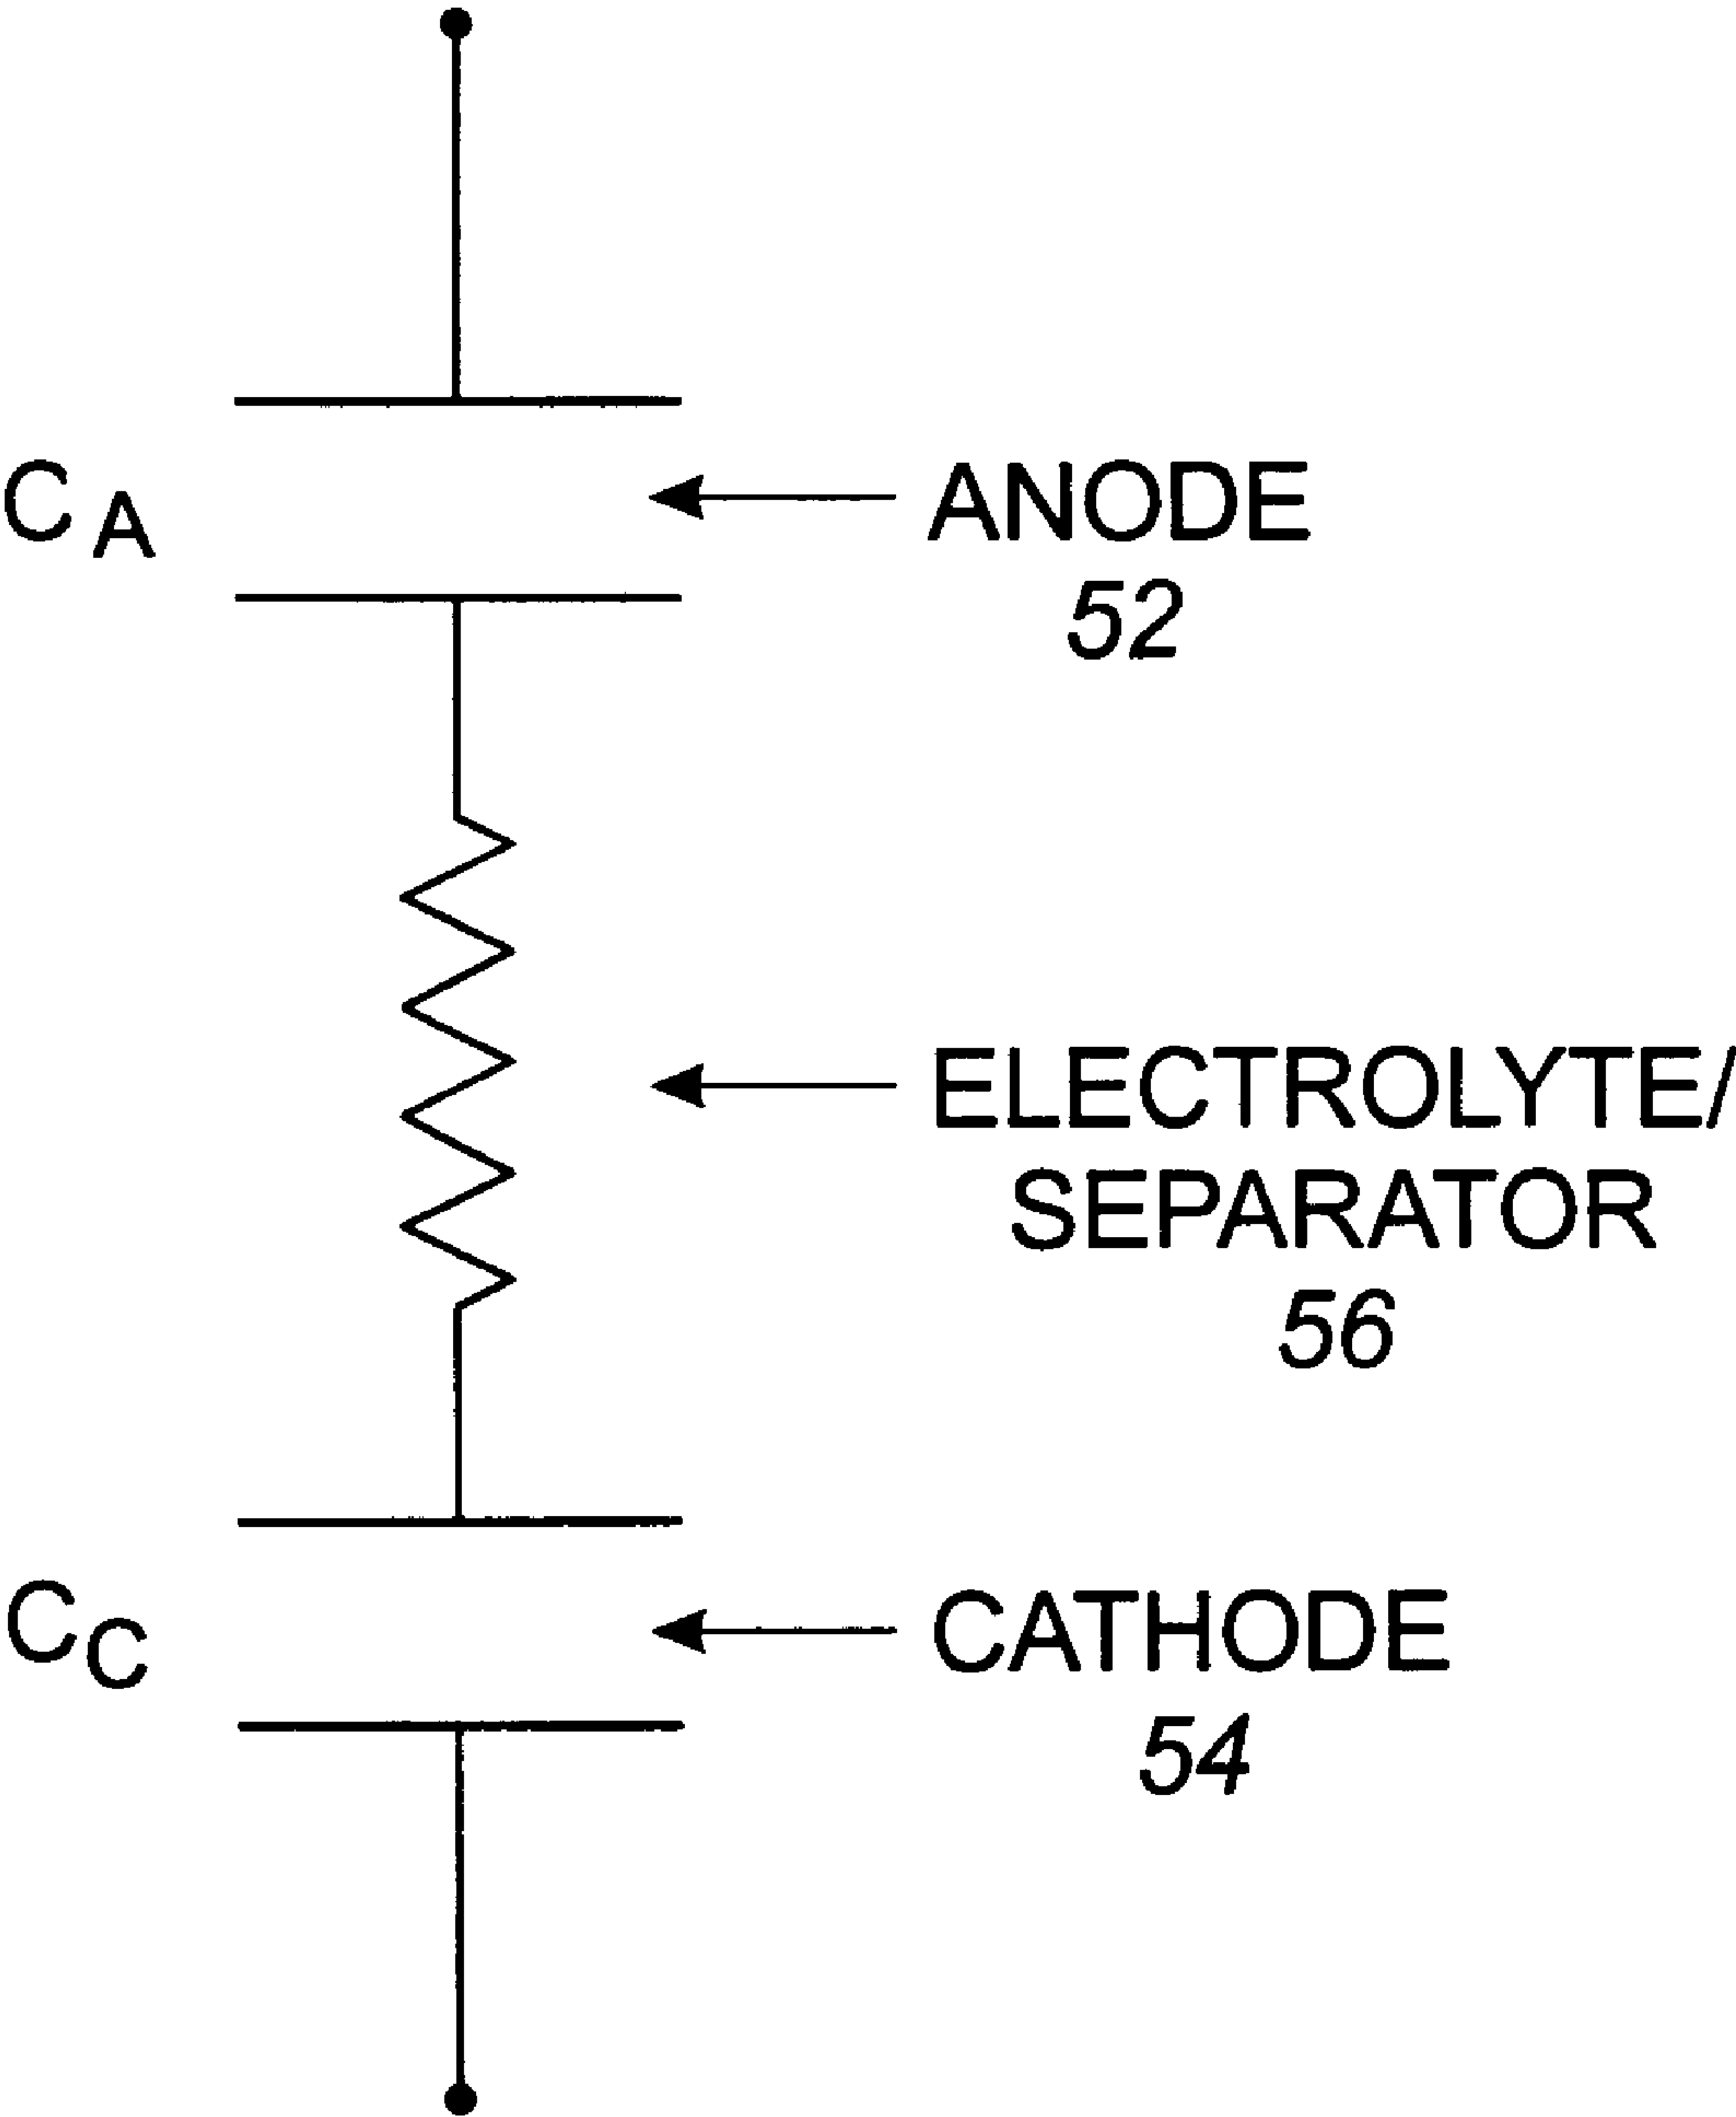 C A
ANODE
52
ELECTROLYTE/
SEPARATOR
56
C C
CATHODE
54